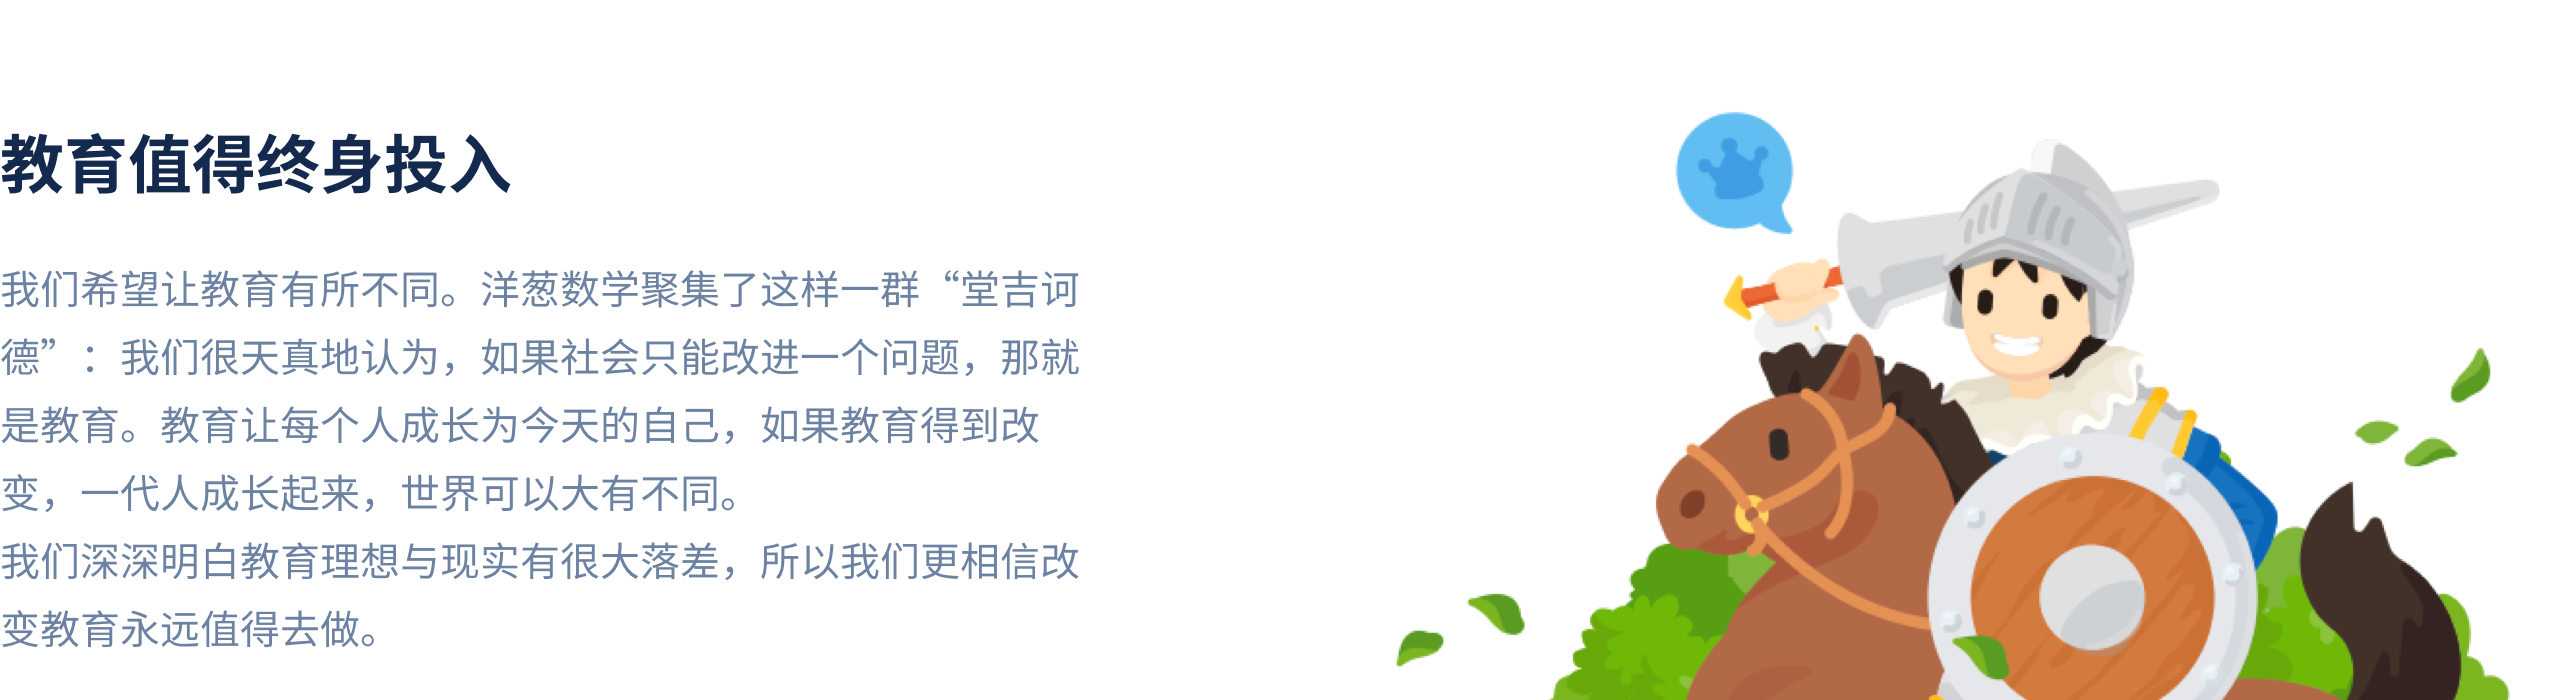 教育值得终身投入
我们希望让教育有所不同。洋葱数学聚集了这样一群“堂吉诃
德”：我们很天真地认为，如果社会只能改进一个问题，那就
是教育。教育让每个人成长为今天的自己，如果教育得到改
变，一代人成长起来，世界可以大有不同。
我们深深明白教育理想与现实有很大落差，所以我们更相信改
变教育永远值得去做。